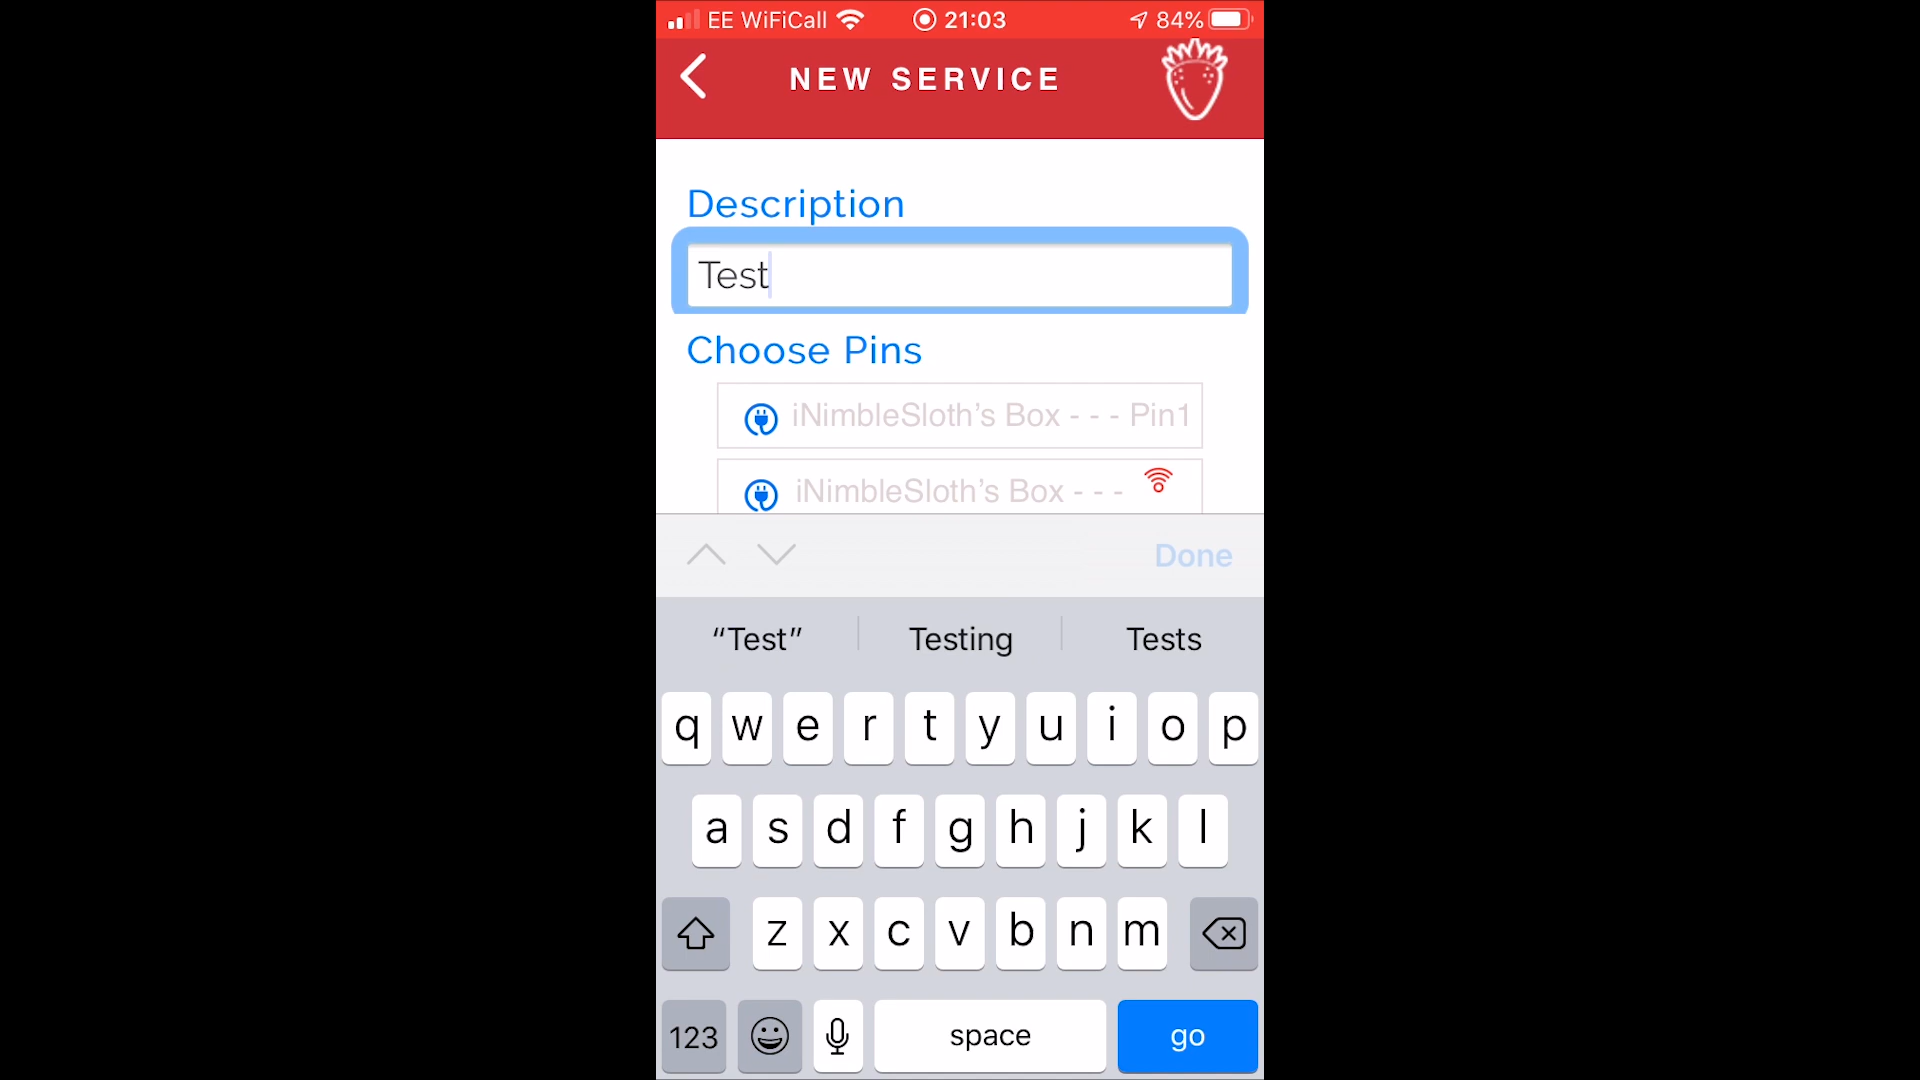 EE WiFiCall 21:03 84%
NEW SERVICE
Description
Test
Choose Pins
iNimbleSloth's Box - - - Pin1
iNimbleSloth's Box - - -
Done
“Test” Testing Tests
q w e r t y u i o p
a s d f g h j k l
z x c v b n m
123 space go